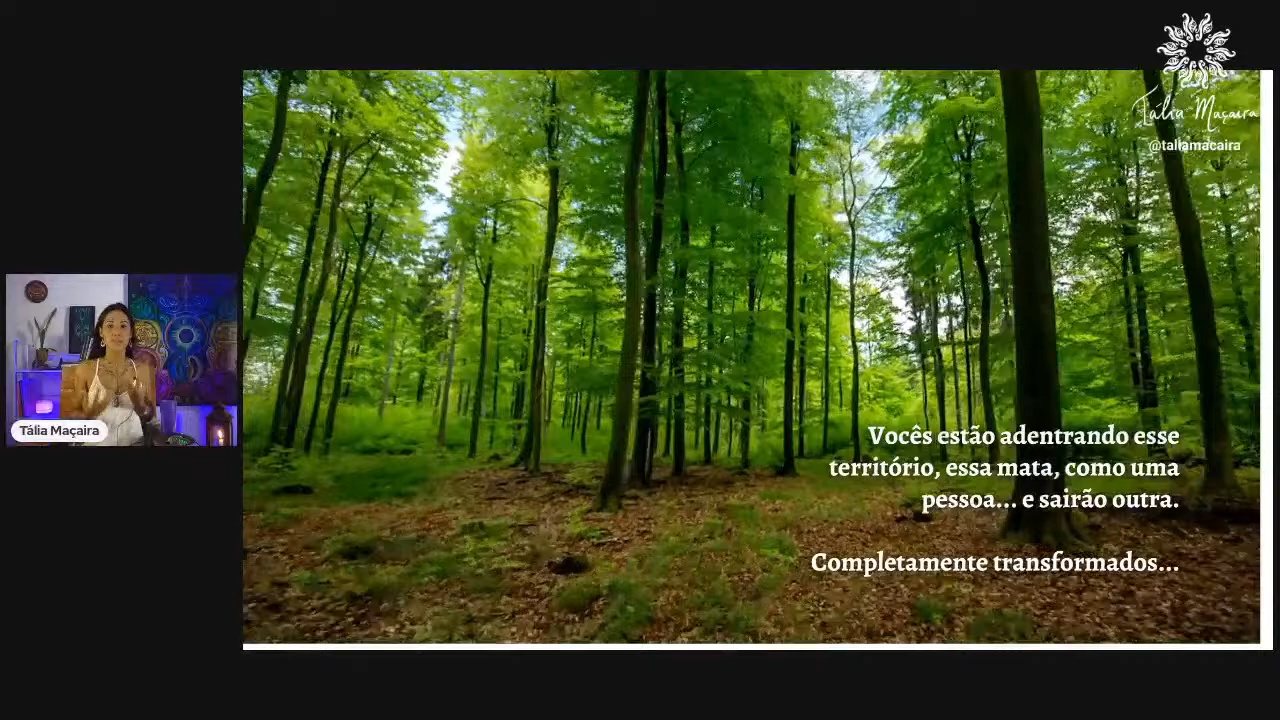 Tália Maçaira
@taliamacaira
Tália Maçaira
Vocês estão adentrando esse
território, essa mata, como uma
pessoa... e sairão outra.
Completamente transformados...